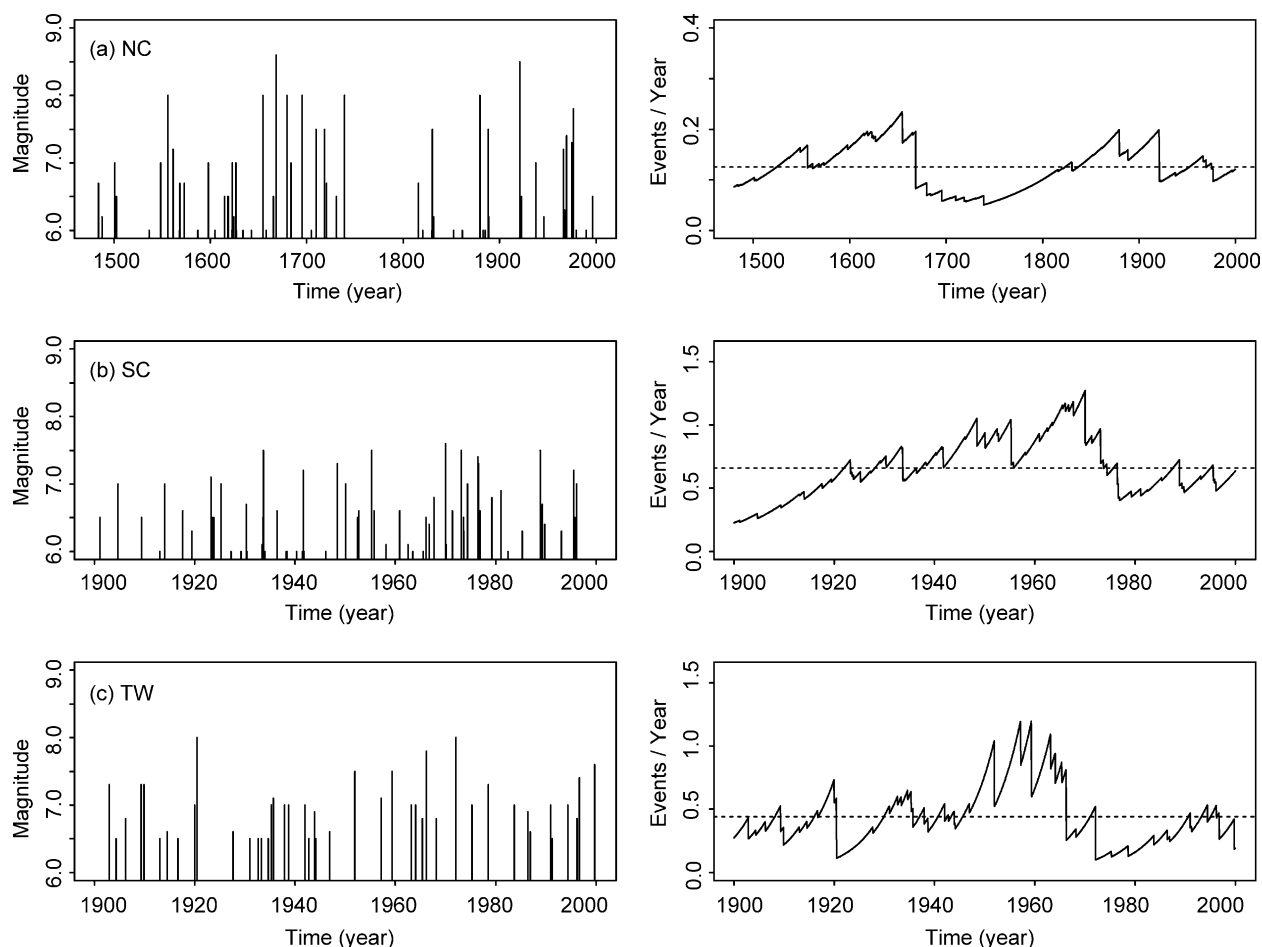 (a) NC
Magnitude
9.0
8.0
7.0
6.0
1500 1600 1700 1800 1900 2000
Time (year)
Events / Year
0.4
0.2
0.0
1500 1600 1700 1800 1900 2000
Time (year)
(b) SC
Magnitude
9.0
8.0
7.0
6.0
1900 1920 1940 1960 1980 2000
Time (year)
Events / Year
1.5
1.0
0.5
0.0
1900 1920 1940 1960 1980 2000
Time (year)
(c) TW
Magnitude
9.0
8.0
7.0
6.0
1900 1920 1940 1960 1980 2000
Time (year)
Events / Year
1.5
1.0
0.5
0.0
1900 1920 1940 1960 1980 2000
Time (year)